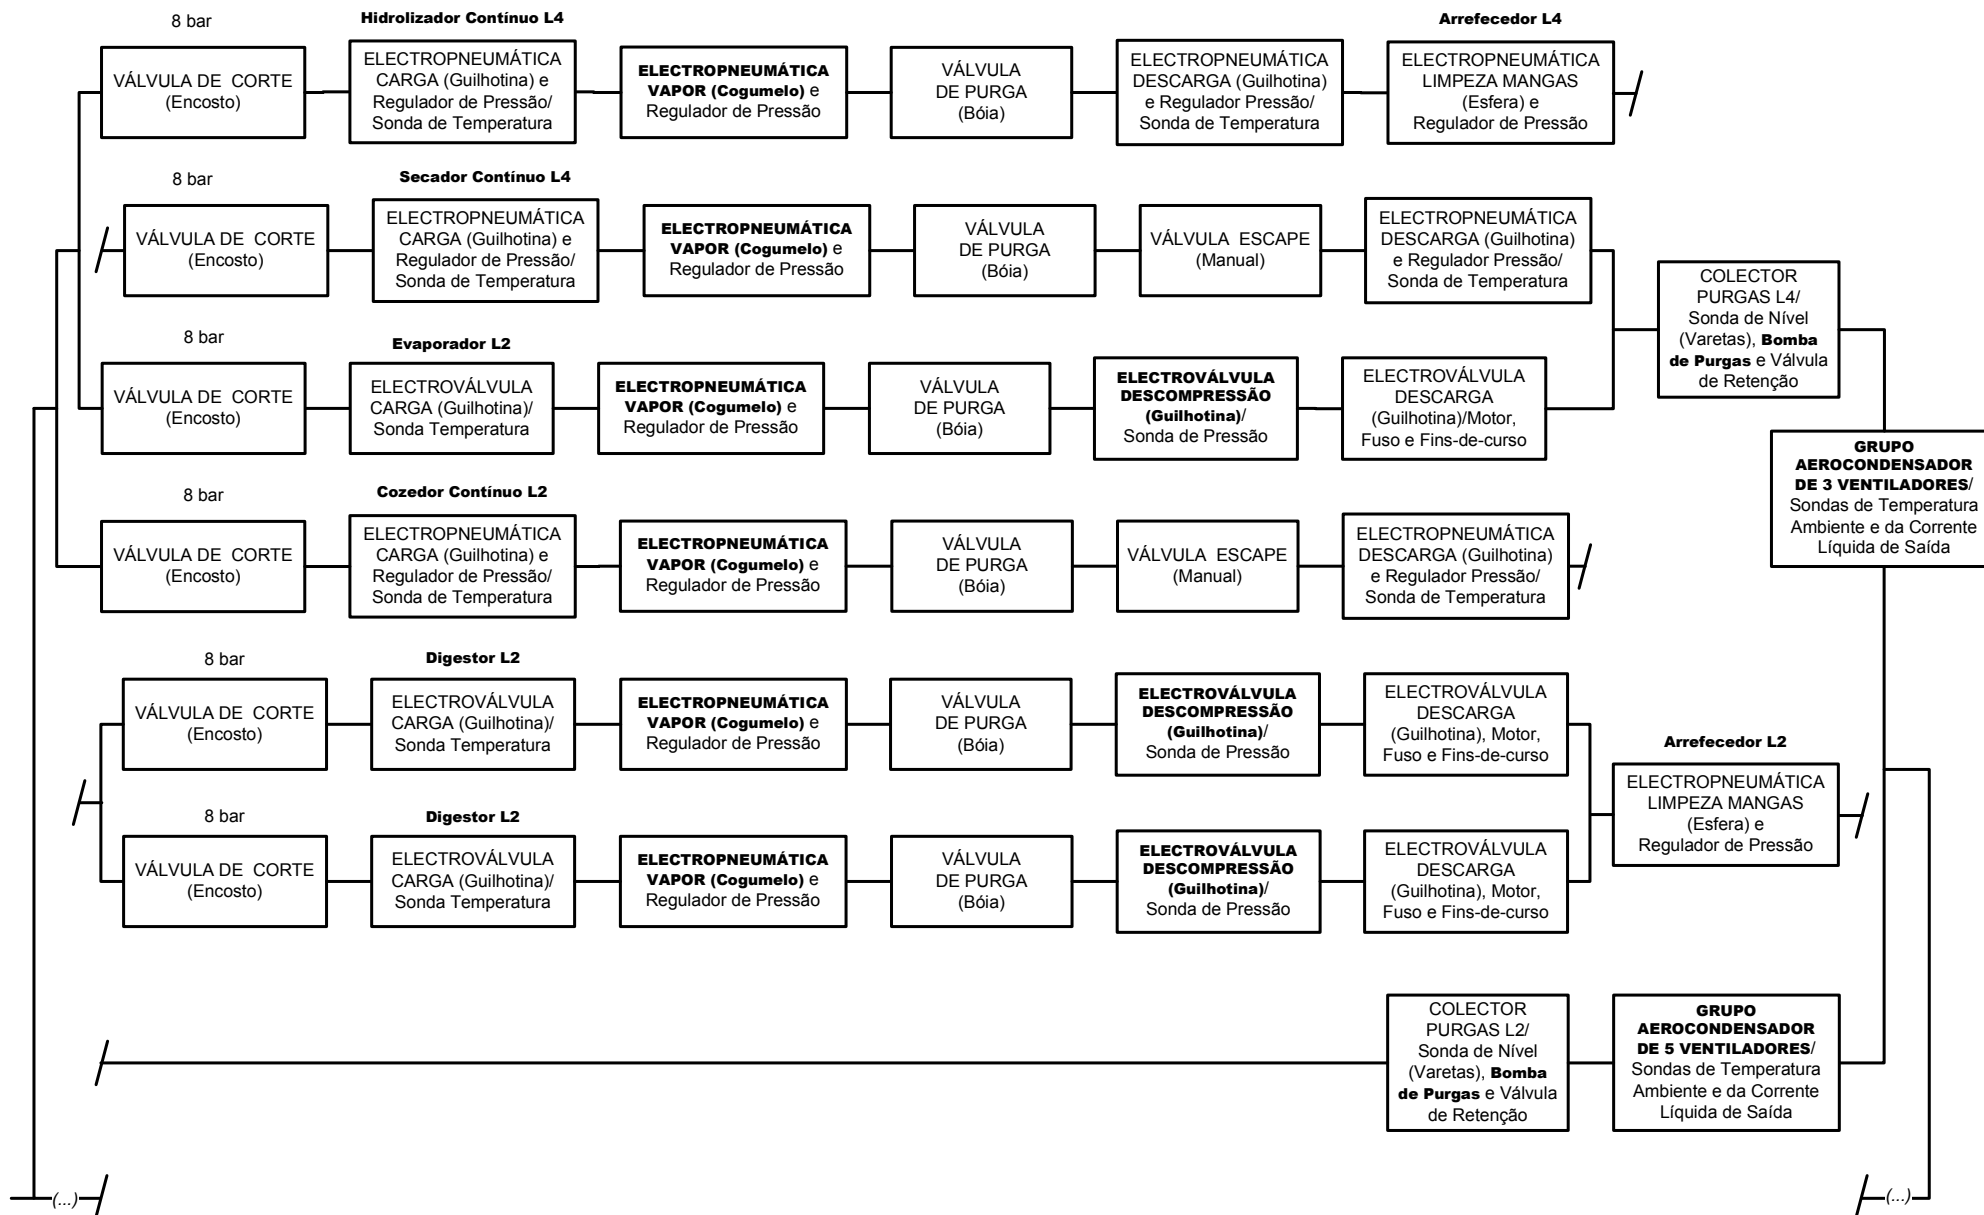 8 bar
Hidrolizador Contínuo L4
Arrefecedor L4
VÁLVULA DE CORTE
(Encosto)
ELECTROPNEUMÁTICA
CARGA (Guilhotina) e
Regulador de Pressão/
Sonda de Temperatura
ELECTROPNEUMÁTICA
VAPOR (Cogumelo) e
Regulador de Pressão
VÁLVULA
DE PURGA
(Bóia)
ELECTROPNEUMÁTICA
DESCARGA (Guilhotina)
e Regulador Pressão/
Sonda de Temperatura
ELECTROPNEUMÁTICA
LIMPEZA MANGAS
(Esfera) e
Regulador de Pressão
8 bar
Secador Contínuo L4
VÁLVULA DE CORTE
(Encosto)
ELECTROPNEUMÁTICA
CARGA (Guilhotina) e
Regulador de Pressão/
Sonda de Temperatura
ELECTROPNEUMÁTICA
VAPOR (Cogumelo) e
Regulador de Pressão
VÁLVULA
DE PURGA
(Bóia)
VÁLVULA ESCAPE
(Manual)
ELECTROPNEUMÁTICA
DESCARGA (Guilhotina)
e Regulador Pressão/
Sonda de Temperatura
COLECTOR
PURGAS L4/
Sonda de Nível
(Varetas), Bomba
de Purgas e Válvula
de Retenção
8 bar
Evaporador L2
VÁLVULA DE CORTE
(Encosto)
ELECTROVÁLVULA
CARGA (Guilhotina)/
Sonda Temperatura
ELECTROPNEUMÁTICA
VAPOR (Cogumelo) e
Regulador de Pressão
VÁLVULA
DE PURGA
(Bóia)
ELECTROVÁLVULA
DESCOMPRESSÃO
(Guilhotina)/
Sonda de Pressão
ELECTROVÁLVULA
DESCARGA
(Guilhotina)/Motor,
Fuso e Fins-de-curso
GRUPO
AEROCONDENSADOR
DE 3 VENTILADORES/
Sondas de Temperatura
Ambiente e da Corrente
Líquida de Saída
8 bar
Cozedor Contínuo L2
VÁLVULA DE CORTE
(Encosto)
ELECTROPNEUMÁTICA
CARGA (Guilhotina) e
Regulador de Pressão/
Sonda de Temperatura
ELECTROPNEUMÁTICA
VAPOR (Cogumelo) e
Regulador de Pressão
VÁLVULA
DE PURGA
(Bóia)
VÁLVULA ESCAPE
(Manual)
ELECTROPNEUMÁTICA
DESCARGA (Guilhotina)
e Regulador Pressão/
Sonda de Temperatura
8 bar
Digestor L2
VÁLVULA DE CORTE
(Encosto)
ELECTROVÁLVULA
CARGA (Guilhotina)/
Sonda Temperatura
ELECTROPNEUMÁTICA
VAPOR (Cogumelo) e
Regulador de Pressão
VÁLVULA
DE PURGA
(Bóia)
ELECTROVÁLVULA
DESCOMPRESSÃO
(Guilhotina)/
Sonda de Pressão
ELECTROVÁLVULA
DESCARGA
(Guilhotina), Motor,
Fuso e Fins-de-curso
Arrefecedor L2
ELECTROPNEUMÁTICA
LIMPEZA MANGAS
(Esfera) e
Regulador de Pressão
8 bar
Digestor L2
VÁLVULA DE CORTE
(Encosto)
ELECTROVÁLVULA
CARGA (Guilhotina)/
Sonda Temperatura
ELECTROPNEUMÁTICA
VAPOR (Cogumelo) e
Regulador de Pressão
VÁLVULA
DE PURGA
(Bóia)
ELECTROVÁLVULA
DESCOMPRESSÃO
(Guilhotina)/
Sonda de Pressão
ELECTROVÁLVULA
DESCARGA
(Guilhotina), Motor,
Fuso e Fins-de-curso
COLECTOR
PURGAS L2/
Sonda de Nível
(Varetas), Bomba
de Purgas e Válvula
de Retenção
GRUPO
AEROCONDENSADOR
DE 5 VENTILADORES/
Sondas de Temperatura
Ambiente e da Corrente
Líquida de Saída
(...)
(...)